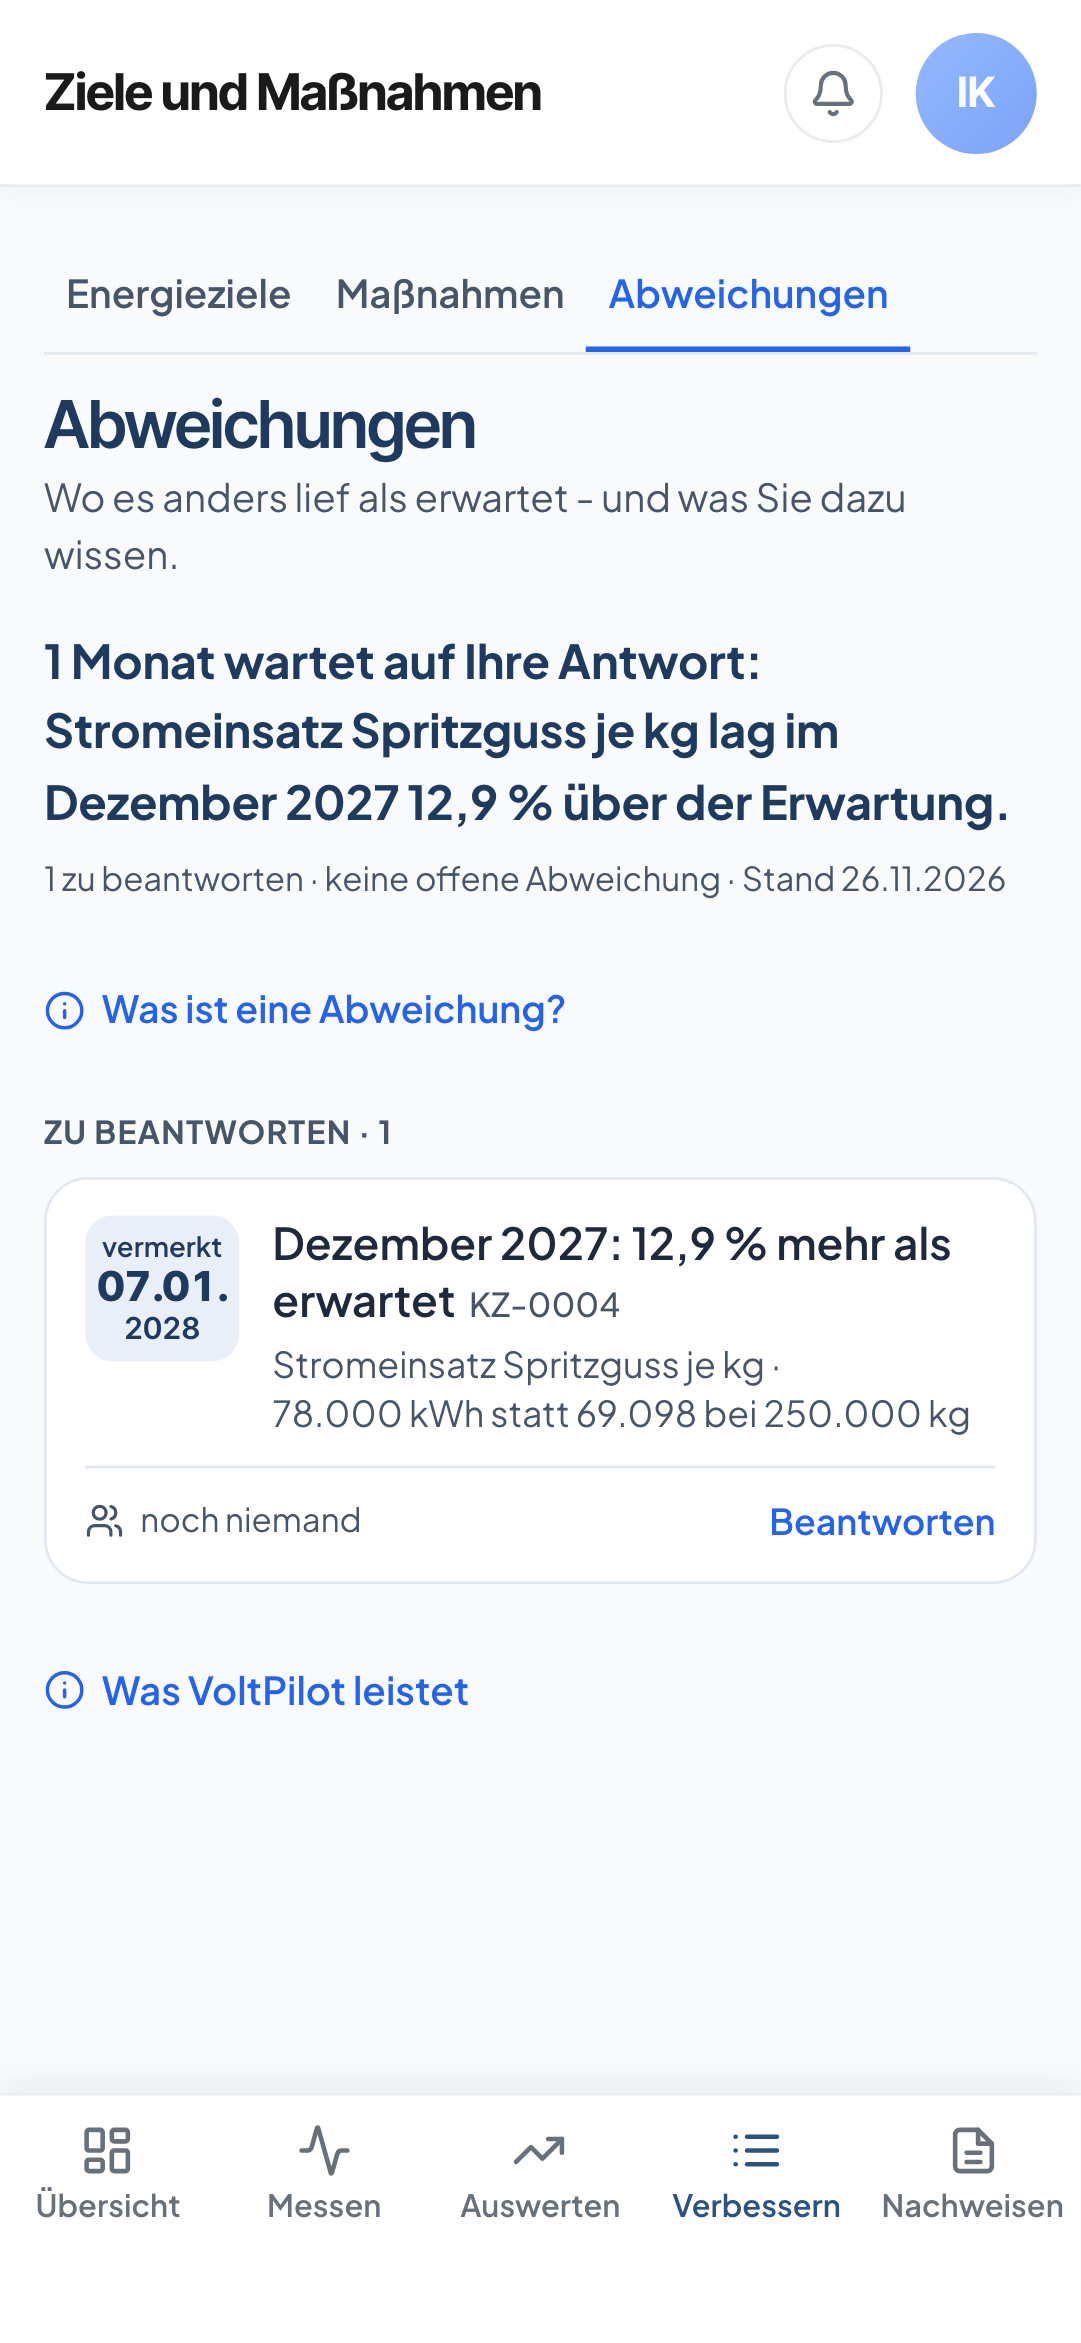 Ziele und Maßnahmen
IK
Energieziele
Maßnahmen
Abweichungen
Abweichungen
Wo es anders lief als erwartet – und was Sie dazu
wissen.
1 Monat wartet auf Ihre Antwort:
Stromeinsatz Spritzguss je kg lag im
Dezember 2027 12,9 % über der Erwartung.
1 zu beantworten · keine offene Abweichung · Stand 26.11.2026
Was ist eine Abweichung?
ZU BEANTWORTEN · 1
vermerkt
07.01.
2028
Dezember 2027: 12,9 % mehr als
erwartet KZ-0004
Stromeinsatz Spritzguss je kg ·
78.000 kWh statt 69.098 bei 250.000 kg
noch niemand
Beantworten
Was VoltPilot leistet
Übersicht
Messen
Auswerten
Verbessern
Nachweisen